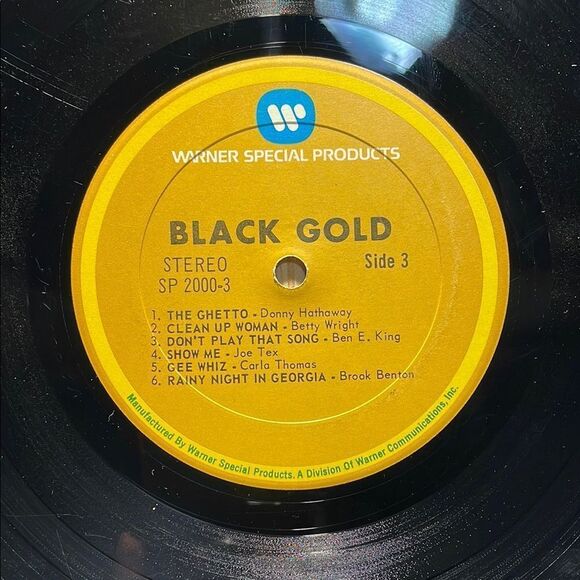 WARNER SPECIAL PRODUCTS
BLACK GOLD
STEREO
Side 3
SP 2000-3
1. THE GHETTO - Donny Hathaway
2. CLEAN UP WOMAN - Betty Wright
3. DON'T PLAY THAT SONG - Ben E. King
4. SHOW ME - Joe Tex
5. GEE WHIZ - Carla Thomas
6. RAINY NIGHT IN GEORGIA - Brook Benton
Manufactured By Warner Special Products. A Division Of Warner Communications, Inc.